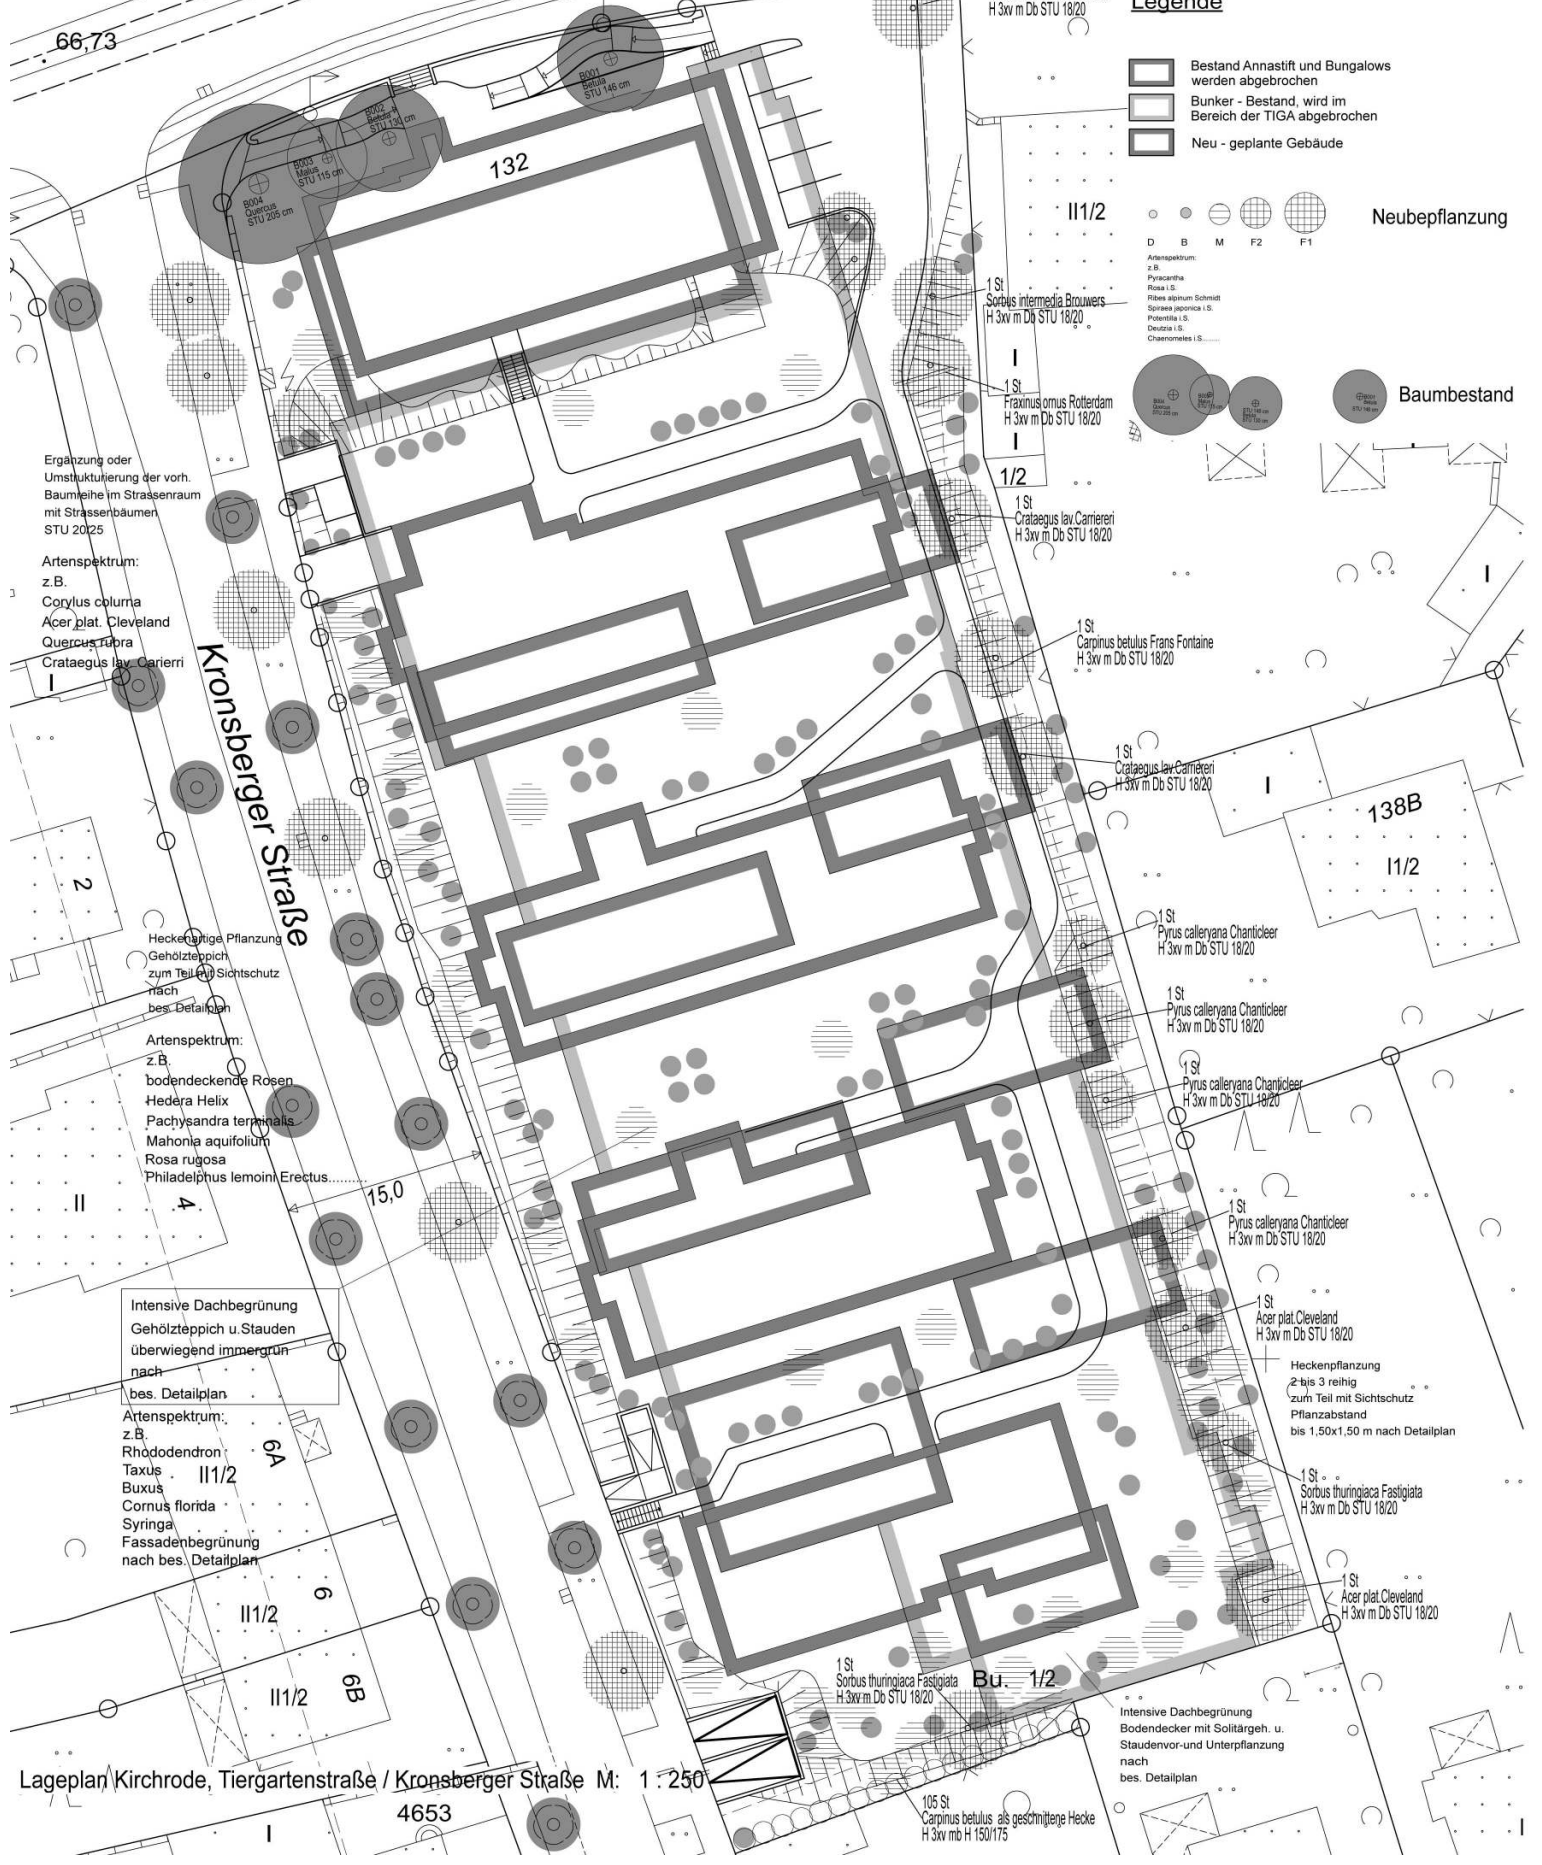 66,73
H 3xv m Db STU 18/20
Legende
Bestand Annastift und Bungalows
werden abgebrochen
Bunker - Bestand, wird im
Bereich der TIGA abgebrochen
Neu - geplante Gebäude
B001
Betula
STU 146 cm
B002
Betula
STU 130 cm
B003
Malus
STU 115 cm
B004
Quercus
STU 205 cm
132
II1/2
D B M F2 F1
Neubepflanzung
Artenspektrum:
z.B.
Pyracantha
Rosa i.S.
Ribes alpinum Schmidt
Spiraea japonica i.S.
Potentilla i.S.
Deutzia i.S.
Chaenomeles i.S........
Baumbestand
1 St
Sorbus intermedia Brouwers
H 3xv m Db STU 18/20
I
1 St
Fraxinus ornus Rotterdam
H 3xv m Db STU 18/20
I
1/2
1 St
Crataegus lav.Carriereri
H 3xv m Db STU 18/20
I
Ergänzung oder
Umstrukturierung der vorh.
Baumreihe im Strassenraum
mit Strassenbäumen
STU 20/25
Artenspektrum:
z.B.
Corylus colurna
Acer plat. Cleveland
Quercus rubra
Crataegus lav. Carierri
I
Kronsberger Straße
1 St
Carpinus betulus Frans Fontaine
H 3xv m Db STU 18/20
1 St
Crataegus lav.Carriereri
H 3xv m Db STU 18/20
I
138B
I1/2
2
Heckenartige Pflanzung
Gehölzteppich
zum Teil mit Sichtschutz
nach
bes. Detailplan
Artenspektrum:
z.B.
bodendeckende Rosen
Hedera Helix
Pachysandra terminalis
Mahonia aquifolium
Rosa rugosa
Philadelphus lemoini Erectus..........
II
4
15,0
1 St
Pyrus calleryana Chanticleer
H 3xv m Db STU 18/20
1 St
Pyrus calleryana Chanticleer
H 3xv m Db STU 18/20
1 St
Pyrus calleryana Chanticleer
H 3xv m Db STU 18/20
1 St
Pyrus calleryana Chanticleer
H 3xv m Db STU 18/20
1 St
Acer plat.Cleveland
H 3xv m Db STU 18/20
Intensive Dachbegrünung
Gehölzteppich u.Stauden
überwiegend immergrün
nach
bes. Detailplan
Artenspektrum:
z.B.
Rhododendron
Taxus
Buxus
Cornus florida
Syringa
Fassadenbegrünung
nach bes. Detailplan
6A
II1/2
6
II1/2
6B
II1/2
Heckenpflanzung
2 bis 3 reihig
zum Teil mit Sichtschutz
Pflanzabstand
bis 1,50x1,50 m nach Detailplan
1 St
Sorbus thuringiaca Fastigiata
H 3xv m Db STU 18/20
1 St
Acer plat.Cleveland
H 3xv m Db STU 18/20
1 St
Sorbus thuringiaca Fastigiata
H 3xv m Db STU 18/20
Bu. 1/2
Intensive Dachbegrünung
Bodendecker mit Solitärgeh. u.
Staudenvor-und Unterpflanzung
nach
bes. Detailplan
Lageplan Kirchrode, Tiergartenstraße / Kronsberger Straße M: 1 : 250
4653
I
105 St
Carpinus betulus als geschnittene Hecke
H 3xv mb H 150/175
I